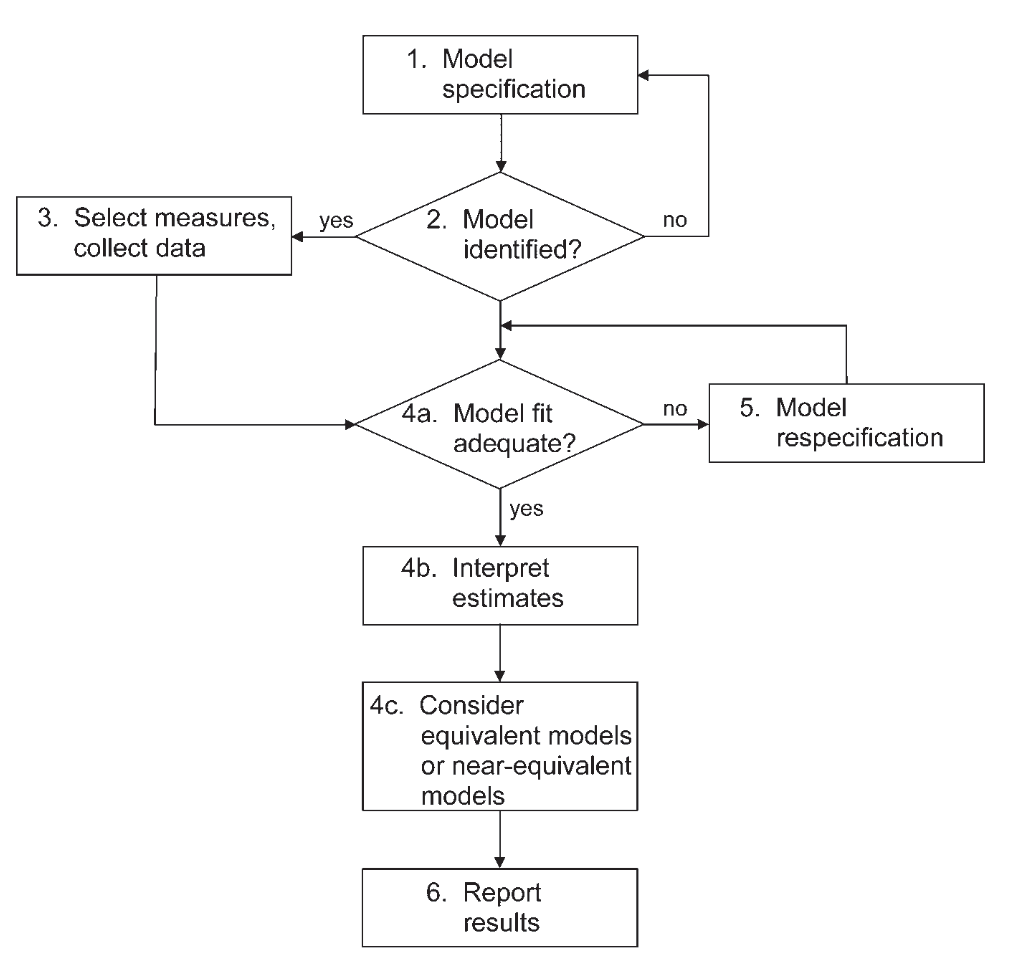 1. Model
specification
3. Select measures,
collect data
yes
2. Model
identified?
no
4a. Model fit
adequate?
no
5. Model
respecification
yes
4b. Interpret
estimates
4c. Consider
equivalent models
or near-equivalent
models
6. Report
results